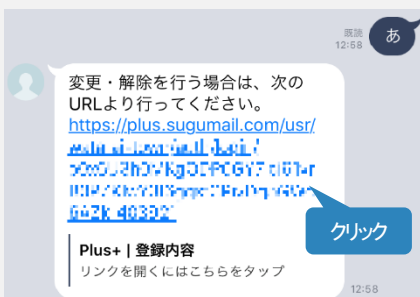 あ
既読
12:58
変更・解除を行う場合は、次の
URLより行ってください。
https://plus.sugumail.com/usr/
クリック
Plus+ | 登録内容
リンクを開くにはこちらをタップ
12:58